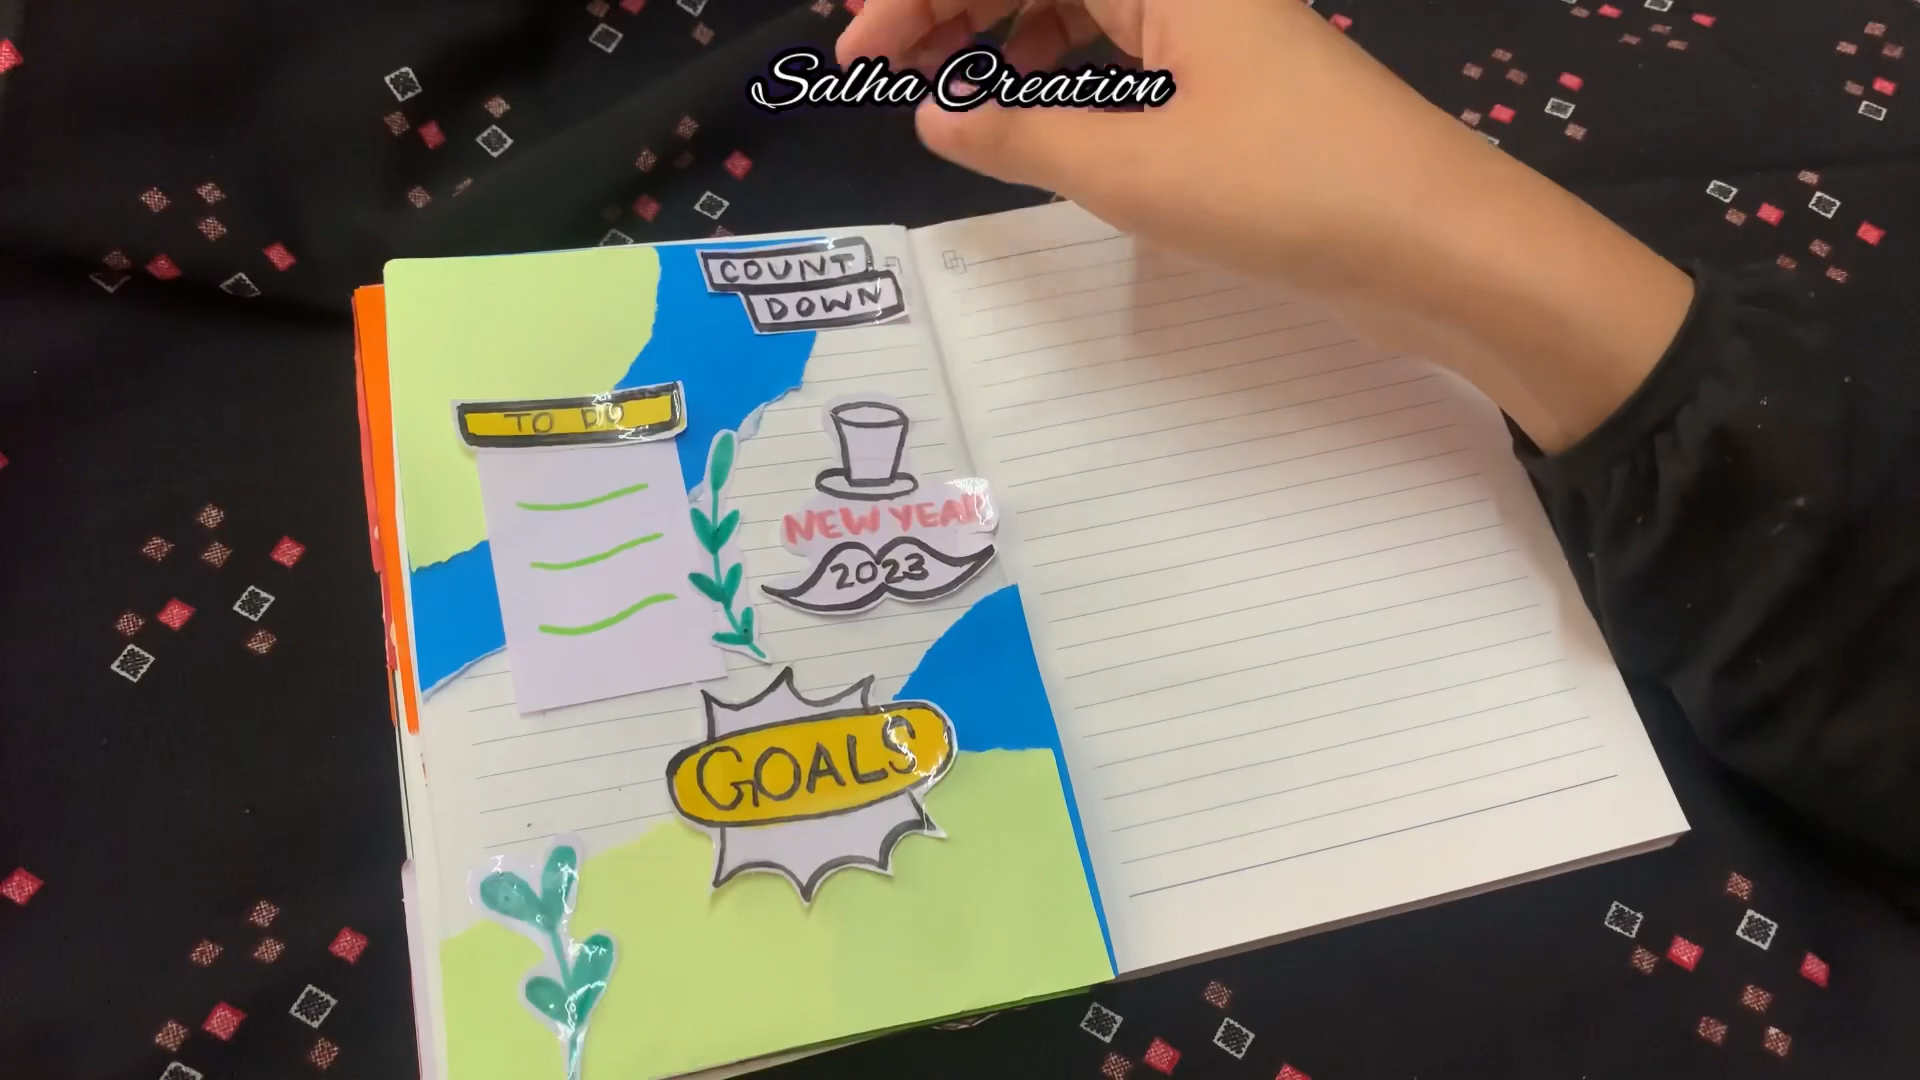 Salha Creation
COUNT
DOWN
TO DO
NEW YEAR
2023
GOALS